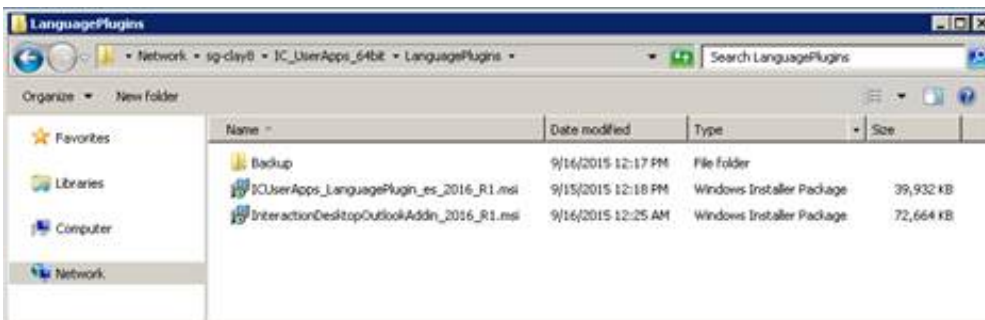 LanguagePlugins
Network • sg-clay8 • IC_UserApps_64bit • LanguagePlugins •
Search LanguagePlugins
Organize New folder
Favorites
Libraries
Computer
Network
Name Date modified Type Size
Backup 9/16/2015 12:17 PM File folder
ICUserApps_LanguagePlugin_es_2016_R1.msi 9/15/2015 12:18 PM Windows Installer Package 39,932 KB
InteractionDesktopOutlookAddin_2016_R1.msi 9/16/2015 12:25 AM Windows Installer Package 72,664 KB